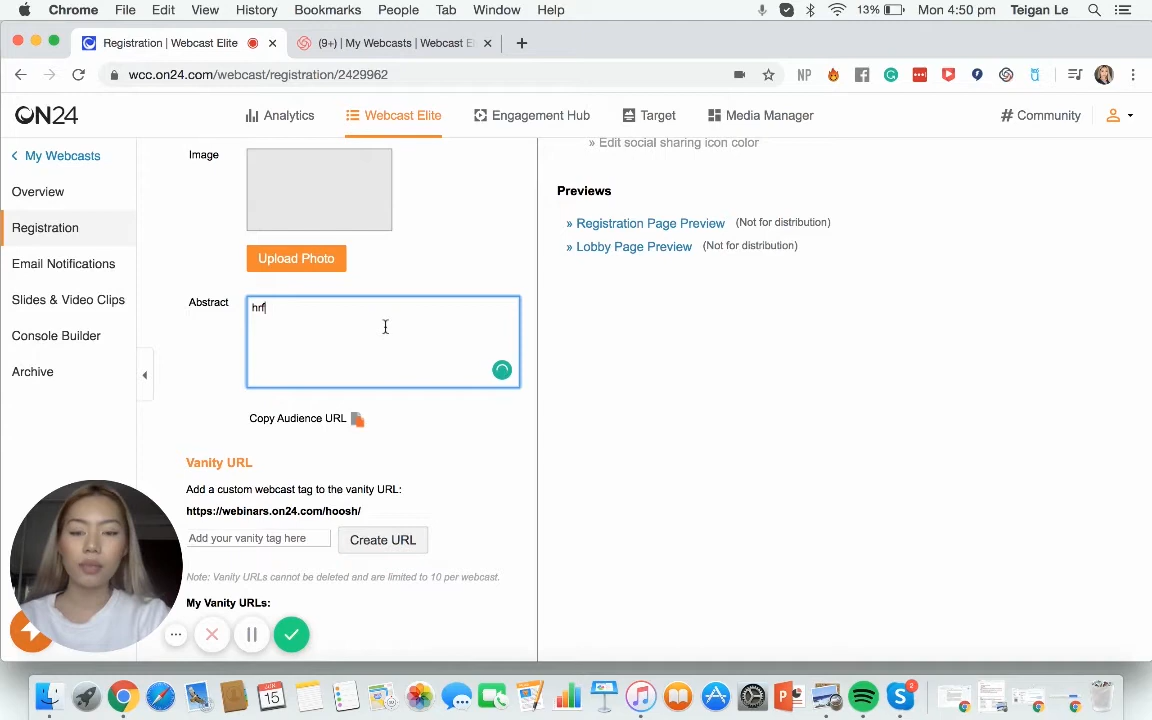 Chrome File Edit View History Bookmarks People Tab Window Help 13% Mon 4:50 pm Teigan Le
Registration | Webcast Elite (9+) | My Webcasts | Webcast El
wcc.on24.com/webcast/registration/2429962 NP
ON24 Analytics Webcast Elite Engagement Hub Target Media Manager Community
My Webcasts
Overview
Registration
Email Notifications
Slides & Video Clips
Console Builder
Archive
Image
Upload Photo
Abstract
hrf
Copy Audience URL
Vanity URL
Add a custom webcast tag to the vanity URL:
https://webinars.on24.com/hoosh/
Add your vanity tag here Create URL
Note: Vanity URLs cannot be deleted and are limited to 10 per webcast.
My Vanity URLs:
» Edit social sharing icon color
Previews
» Registration Page Preview (Not for distribution)
» Lobby Page Preview (Not for distribution)
15
2